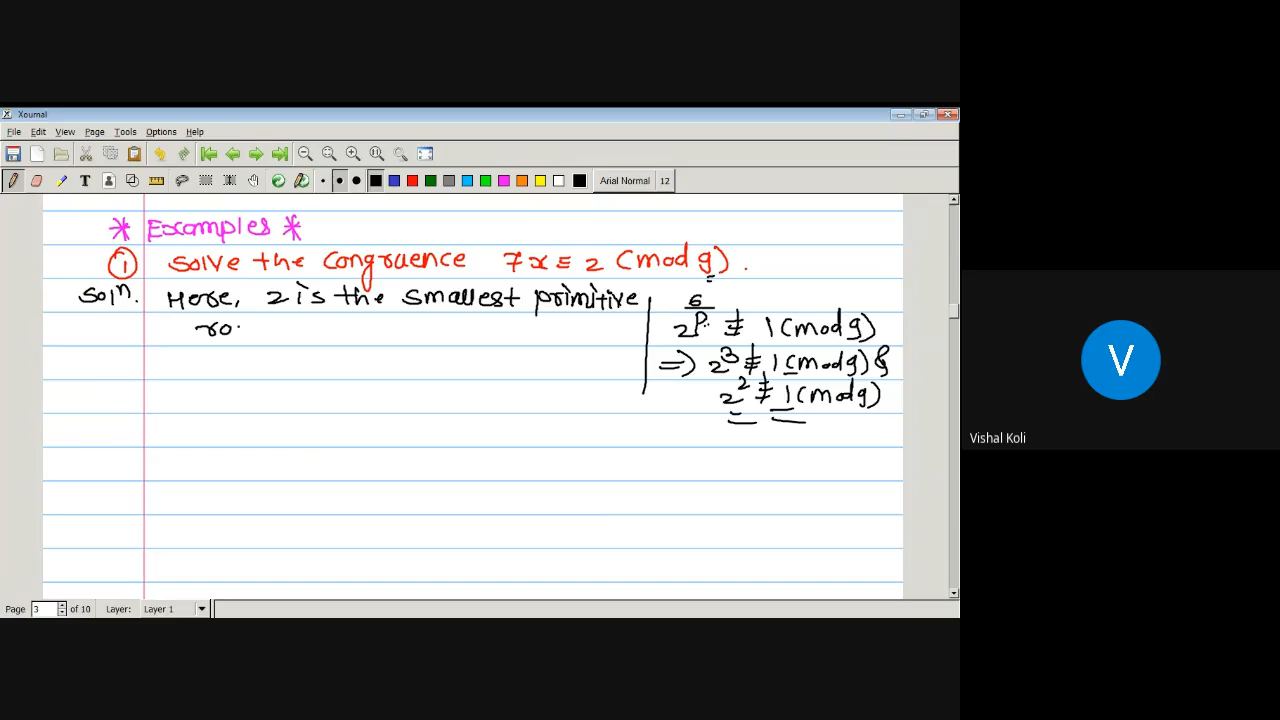 Xournal
File Edit View Page Tools Options Help
T Arial Normal 12
* Examples *
① Solve the congruence 7x ≡ 2 (mod 9).
Soln. Here, 2 is the smallest primitive
ro.
2^(6/p) ≢ 1 (mod 9)
⇒ 2^3 ≢ 1 (mod 9) &
2^2 ≢ 1 (mod 9)
V
Vishal Koli
Page 3 of 10 Layer: Layer 1